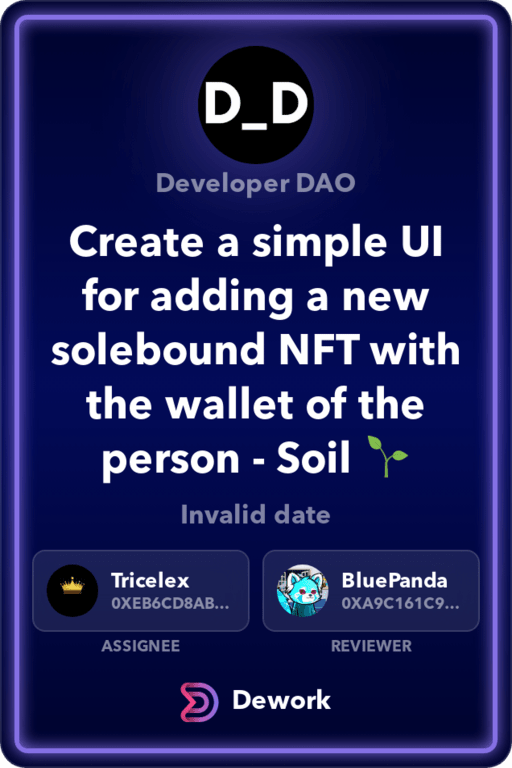 D_D
Developer DAO
Create a simple UI
for adding a new
solebound NFT with
the wallet of the
person - Soil 🌱
Invalid date
Tricelex
0XEB6CD8AB...
ASSIGNEE
BluePanda
0XA9C161C9...
REVIEWER
Dework